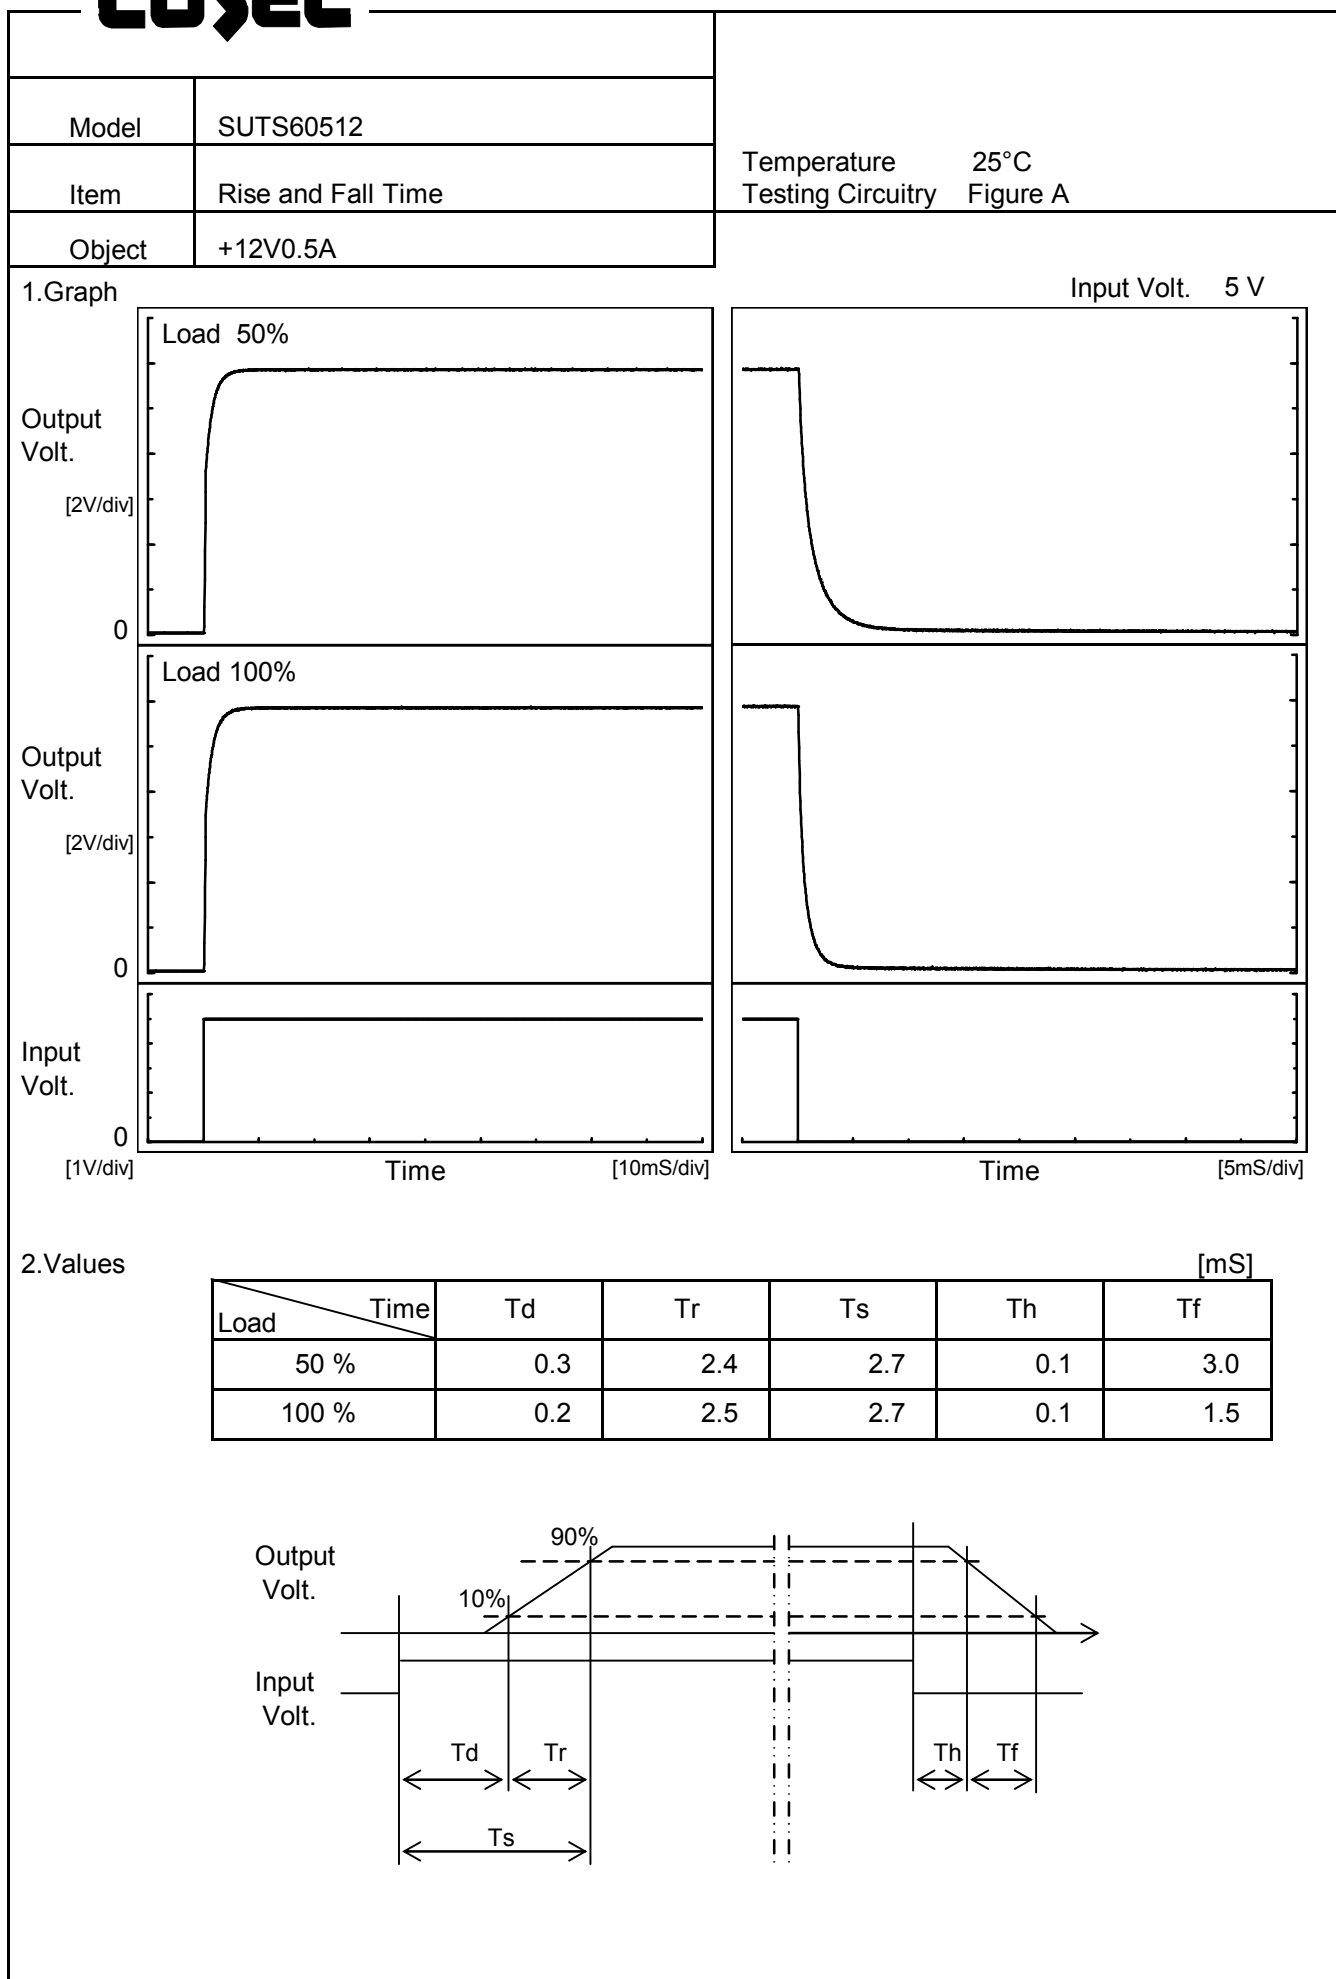 COSEL
Model SUTS60512
Item Rise and Fall Time
Object +12V0.5A
Temperature 25°C
Testing Circuitry Figure A
1.Graph
Input Volt. 5 V
Load 50%
Output
Volt.
[2V/div]
0
Load 100%
Output
Volt.
[2V/div]
0
Input
Volt.
0
[1V/div] Time [10mS/div] Time [5mS/div]
2.Values [mS]
Time Td Tr Ts Th Tf
Load
50 % 0.3 2.4 2.7 0.1 3.0
100 % 0.2 2.5 2.7 0.1 1.5
90%
Output
Volt.
10%
Input
Volt.
Td Tr Th Tf
Ts